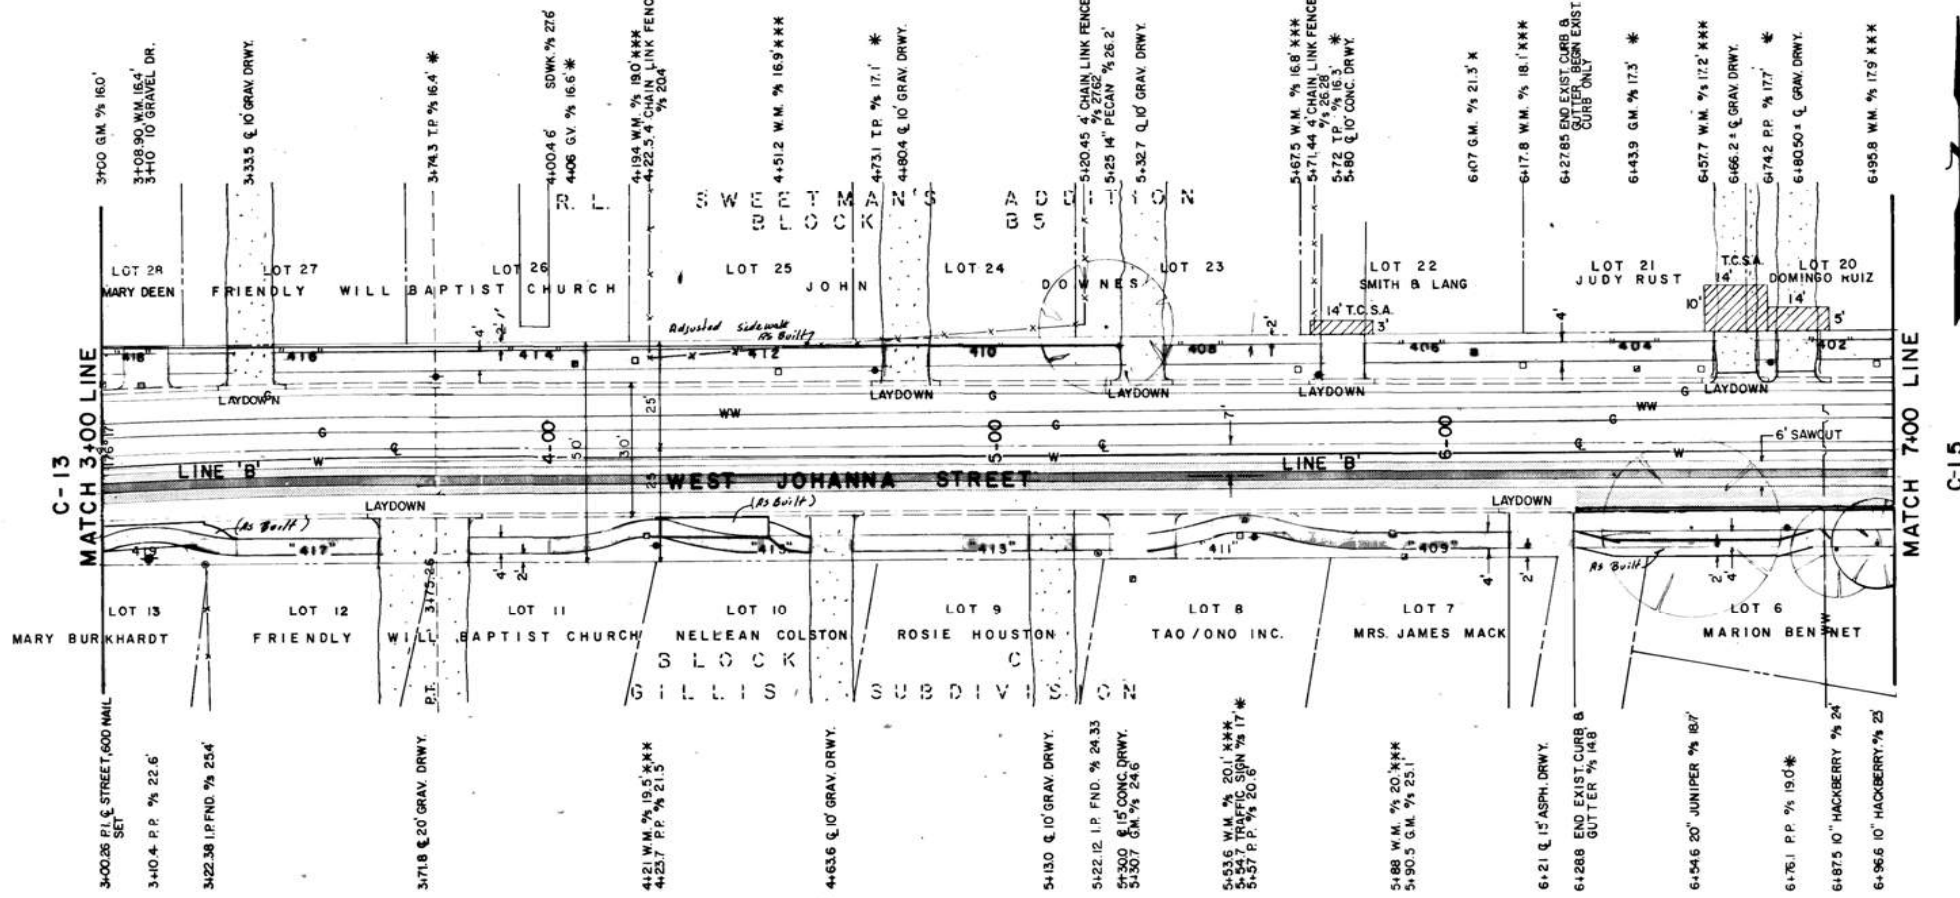 3+00 G.M. º/s 16.0'
3+08.90 W.M. 16.4'
3+10 10' GRAVEL DR.
3+33.5 ℄ 10' GRAV. DRWY.
3+74.3 T.P. º/s 16.4' *
4+00.4 6' SDWK. º/s 27.6'
4+06 G.V. º/s 16.6' *
4+19.4 W.M. º/s 19.0' ***
4+22.5, 4' CHAIN LINK FENC
º/s 20.4
4+51.2 W.M. º/s 16.9' ***
4+73.1 T.P. º/s 17.1' *
4+80.4 ℄ 10' GRAV. DRWY.
5+20.45 4' CHAIN LINK FENCE
º/s 27.62'
5+25 14" PECAN º/s 26.2'
5+32.7 ℄ 10' GRAV. DRWY.
5+67.5 W.M. º/s 16.8' ***
5+71.44 4' CHAIN LINK FENCE
º/s 26.28'
5+72 T.P. º/s 16.3' *
5+80 ℄ 10' CONC. DRWY.
6+07 G.M. º/s 21.3' *
6+17.8 W.M. º/s 18.1' ***
6+27.85 END EXIST. CURB &
GUTTER, BEGIN EXIST.
CURB ONLY
6+43.9 G.M. º/s 17.3' *
6+57.7 W.M. º/s 17.2' ***
6+66.2 ± ℄ GRAV. DRWY.
6+74.2 P.P. º/s 17.7' *
6+80.50 ± ℄ GRAV. DRWY.
6+95.8 W.M. º/s 17.9' ***
R. L. SWEETMAN'S ADDITION
BLOCK B5
LOT 28
MARY DEEN
LOT 27
LOT 26
FRIENDLY WILL BAPTIST CHURCH
LOT 25
LOT 24
JOHN DOWNES
LOT 23
LOT 22
SMITH & LANG
LOT 21
JUDY RUST
LOT 20
DOMINGO RUIZ
T.C.S.A.
14'
10'
14'
5'
14' T.C.S.A.
3'
Adjusted Sidewalk
As Built
"418" "416" "414" "412" "410" "408" "406" "404" "402"
4'
2'
2'
4'
LAYDOWN
LAYDOWN
LAYDOWN
LAYDOWN
LAYDOWN
G
G
WW
G
G
WW
G
G
C-13
MATCH 3+00 LINE
4+00
5+00
6+00
50'
30'
25'
25'
7'
W
W
W
℄
℄
℄
6' SAWCUT
LINE 'B'
LINE 'B'
WEST JOHANNA STREET
MATCH 7+00 LINE
C-15
LAYDOWN
LAYDOWN
(As Built)
(As Built)
As Built
"419" "417" "415" "413" "411" "409"
4'
2'
4'
2'
2'
4'
P.T. 3+75.26
LOT 13
MARY BURKHARDT
LOT 12
LOT 11
FRIENDLY WILL BAPTIST CHURCH
LOT 10
NELLEAN COLSTON
LOT 9
ROSIE HOUSTON
LOT 8
TAO/ONO INC.
LOT 7
MRS. JAMES MACK
LOT 6
MARION BENNET
WW
BLOCK C
GILLIS SUBDIVISION
3+00.26 P.I. ℄ STREET, 60D NAIL
SET
3+10.4 P.P. º/s 22.6'
3+22.38 I.P. FND. º/s 25.4'
3+71.8 ℄ 20' GRAV. DRWY.
4+21 W.M. º/s 19.5' ***
4+23.7 P.P. º/s 21.5'
4+63.6 ℄ 10' GRAV. DRWY.
5+13.0 ℄ 10' GRAV. DRWY.
5+22.12 I.P. FND. º/s 24.33
5+30.0 ℄ 15' CONC. DRWY.
5+30.7 G.M. º/s 24.6'
5+53.6 W.M. º/s 20.1' ***
5+54.7 TRAFFIC SIGN º/s 17' *
5+57 P.P. º/s 20.6'
5+88 W.M. º/s 20.' ***
5+90.5 G.M. º/s 25.1'
6+21 ℄ 15' ASPH. DRWY.
6+28.8 END EXIST. CURB &
GUTTER º/s 14.8'
6+54.6 20" JUNIPER º/s 18.7'
6+76.1 P.P. º/s 19.0' *
6+87.5 10" HACKBERRY º/s 24'
6+96.6 10" HACKBERRY. º/s 23'